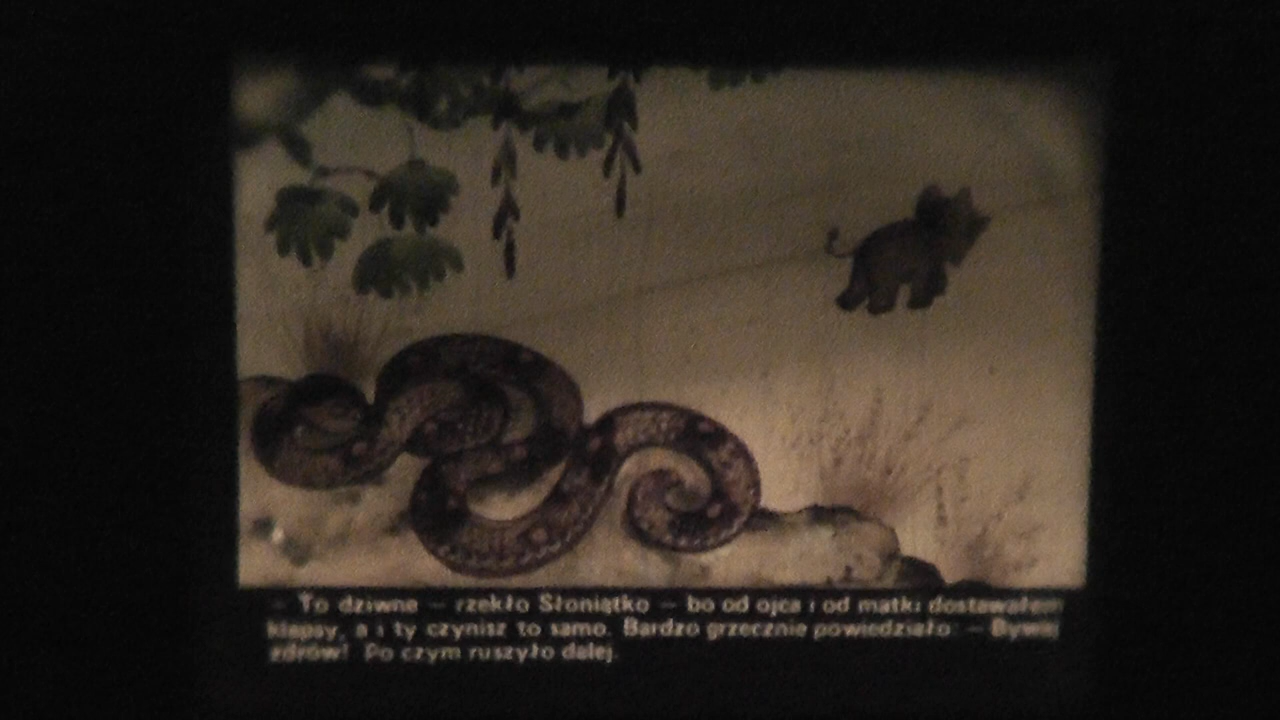 – To dziwne – rzekło Słoniątko – bo od ojca i od matki dostawałem
klapsy, a i ty czynisz to samo. Bardzo grzecznie powiedziało: – Bywaj
zdrów! Po czym ruszyło dalej.